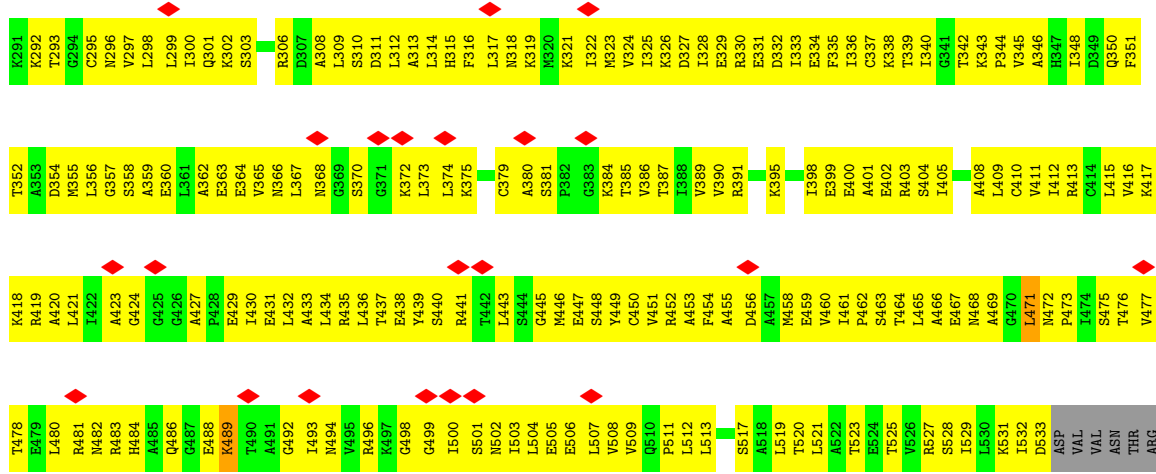 K291 K292 T293 G294 C295 N296 V297 L298 L299 I300 Q301 K302 S303 R306 D307 A308 L309 S310 D311 L312 A313 L314 H315 F316 L317 N318 K319 M320 K321 I322 M323 V324 I325 K326 D327 I328 E329 R330 E331 D332 I333 E334 F335 I336 C337 K338 T339 I340 G341 T342 K343 P344 V345 A346 H347 I348 D349 Q350 F351
T352 A353 D354 M355 L356 G357 S358 A359 E360 L361 A362 E363 E364 V365 N366 L367 N368 G369 S370 G371 K372 L373 L374 K375 C379 A380 S381 P382 G383 K384 T385 V386 T387 I388 V389 V390 R391 K395 I398 E399 E400 A401 E402 R403 S404 I405 A408 L409 C410 V411 I412 R413 C414 L415 V416 K417
K418 R419 A420 L421 I422 A423 G424 G425 G426 A427 P428 E429 I430 E431 L432 A433 L434 R435 L436 T437 E438 Y439 S440 R441 T442 L443 S444 G445 M446 E447 S448 Y449 C450 V451 R452 A453 F454 A455 D456 A457 M458 E459 V460 I461 P462 S463 T464 L465 A466 E467 N468 A469 G470 L471 N472 P473 I474 S475 T476 V477
T478 E479 L480 R481 N482 R483 H484 A485 Q486 G487 E488 K489 T490 A491 G492 I493 N494 V495 R496 K497 G498 G499 I500 S501 N502 I503 L504 E505 E506 L507 V508 V509 Q510 P511 L512 L513 S517 A518 L519 T520 L521 A522 T523 E524 T525 V526 R527 S528 I529 L530 K531 I532 D533 ASP VAL VAL ASN THR ARG